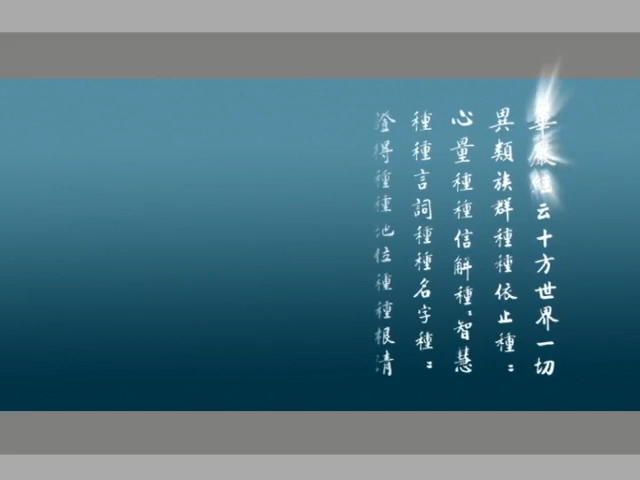 華嚴經云十方世界一切
異類族群種種依止種〻
心量種種信解種〻智慧
種種言詞種種名字種〻
證得種種地位種種根清